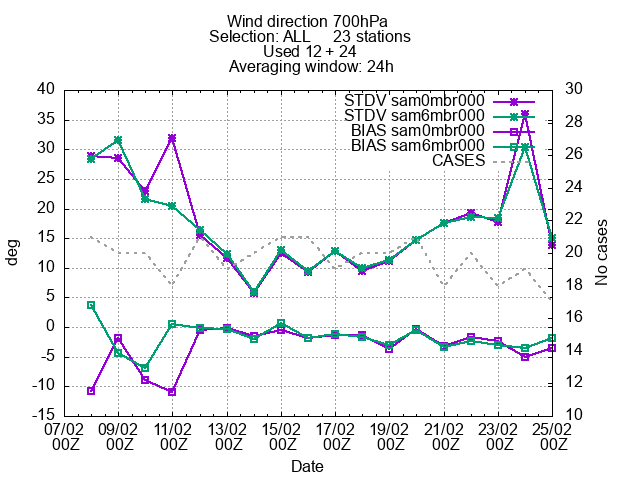 Wind direction 700hPa
Selection: ALL 23 stations
Used 12 + 24
Averaging window: 24h
40
35
30
25
20
15
10
5
0
-5
-10
-15
deg
STDV sam0mbr000
STDV sam6mbr000
BIAS sam0mbr000
BIAS sam6mbr000
CASES
30
28
26
24
22
20
18
16
14
12
10
No cases
07/02 09/02 11/02 13/02 15/02 17/02 19/02 21/02 23/02 25/02
00Z 00Z 00Z 00Z 00Z 00Z 00Z 00Z 00Z 00Z
Date